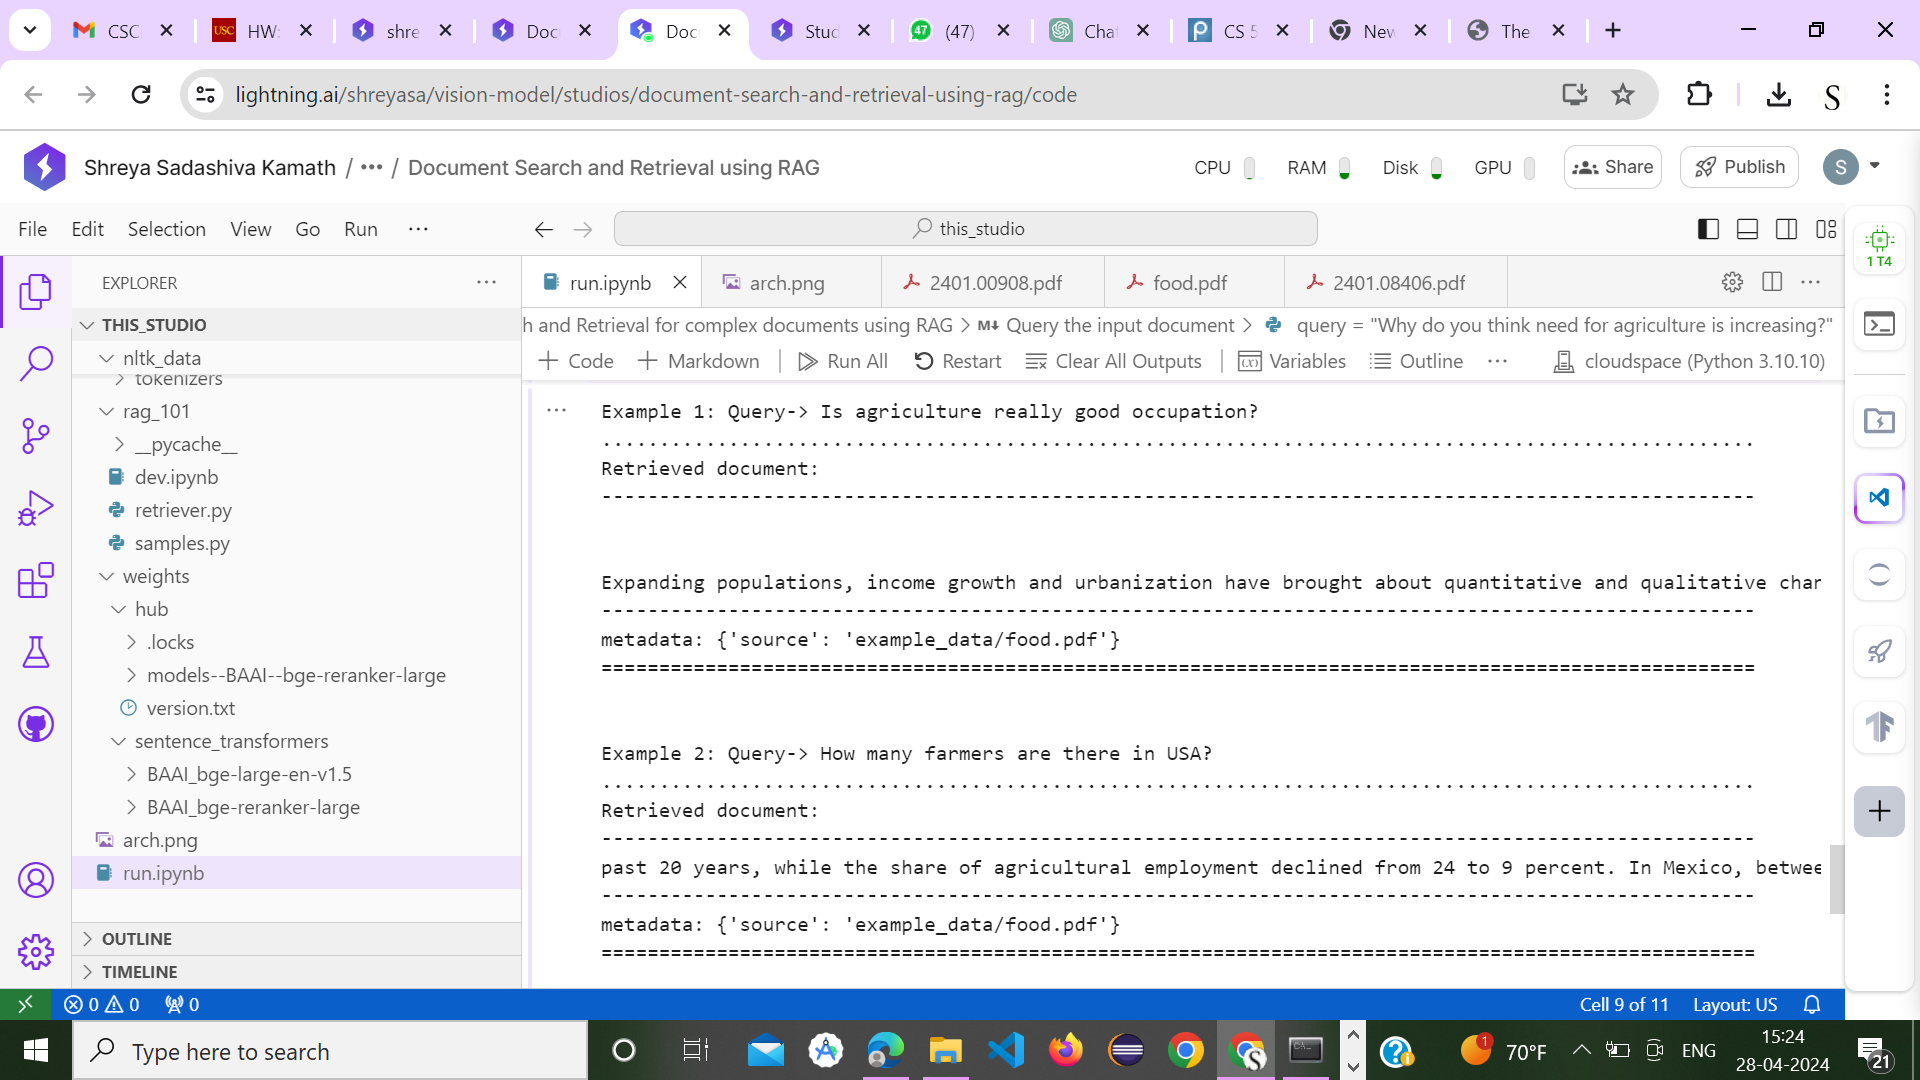 CSC
HW:
shre
Doc
Doc
Stud
47
(47)
Cha
CS 5
New
The
lightning.ai/shreyasa/vision-model/studios/document-search-and-retrieval-using-rag/code
S
Shreya Sadashiva Kamath / ··· / Document Search and Retrieval using RAG
CPU RAM Disk GPU Share Publish S
File Edit Selection View Go Run ···
this_studio
1 T4
EXPLORER ···
run.ipynb arch.png 2401.00908.pdf food.pdf 2401.08406.pdf ···
THIS_STUDIO
h and Retrieval for complex documents using RAG > M↓ Query the input document > query = "Why do you think need for agriculture is increasing?"
+ Code + Markdown Run All Restart Clear All Outputs Variables Outline ··· cloudspace (Python 3.10.10)
nltk_data
tokenizers
rag_101
__pycache__
dev.ipynb
retriever.py
samples.py
weights
hub
.locks
models--BAAI--bge-reranker-large
version.txt
sentence_transformers
BAAI_bge-large-en-v1.5
BAAI_bge-reranker-large
arch.png
run.ipynb
OUTLINE
TIMELINE
···
Example 1: Query-> Is agriculture really good occupation?
....................................................................................................
Retrieved document:
----------------------------------------------------------------------------------------------------
Expanding populations, income growth and urbanization have brought about quantitative and qualitative char
----------------------------------------------------------------------------------------------------
metadata: {'source': 'example_data/food.pdf'}
====================================================================================================
Example 2: Query-> How many farmers are there in USA?
....................................................................................................
Retrieved document:
----------------------------------------------------------------------------------------------------
past 20 years, while the share of agricultural employment declined from 24 to 9 percent. In Mexico, betwee
----------------------------------------------------------------------------------------------------
metadata: {'source': 'example_data/food.pdf'}
====================================================================================================
0 0 0
Cell 9 of 11 Layout: US
Type here to search
1
70°F
ENG
15:24
28-04-2024
21